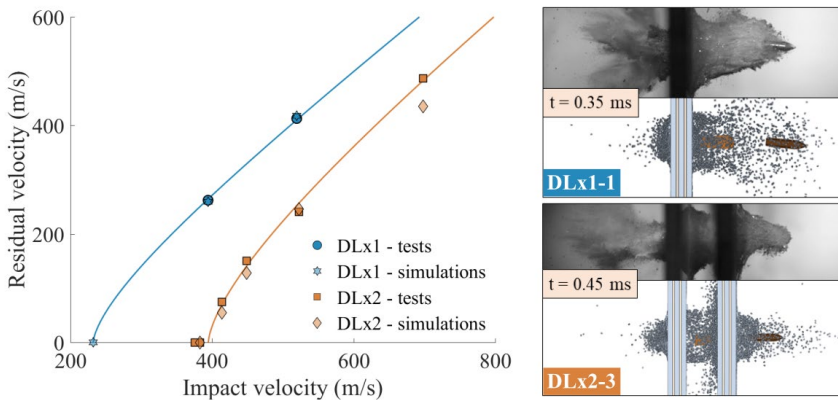 600
400
200
0
200
400
600
800
Residual velocity (m/s)
Impact velocity (m/s)
DLx1 - tests
DLx1 - simulations
DLx2 - tests
DLx2 - simulations
t = 0.35 ms
DLx1-1
t = 0.45 ms
DLx2-3